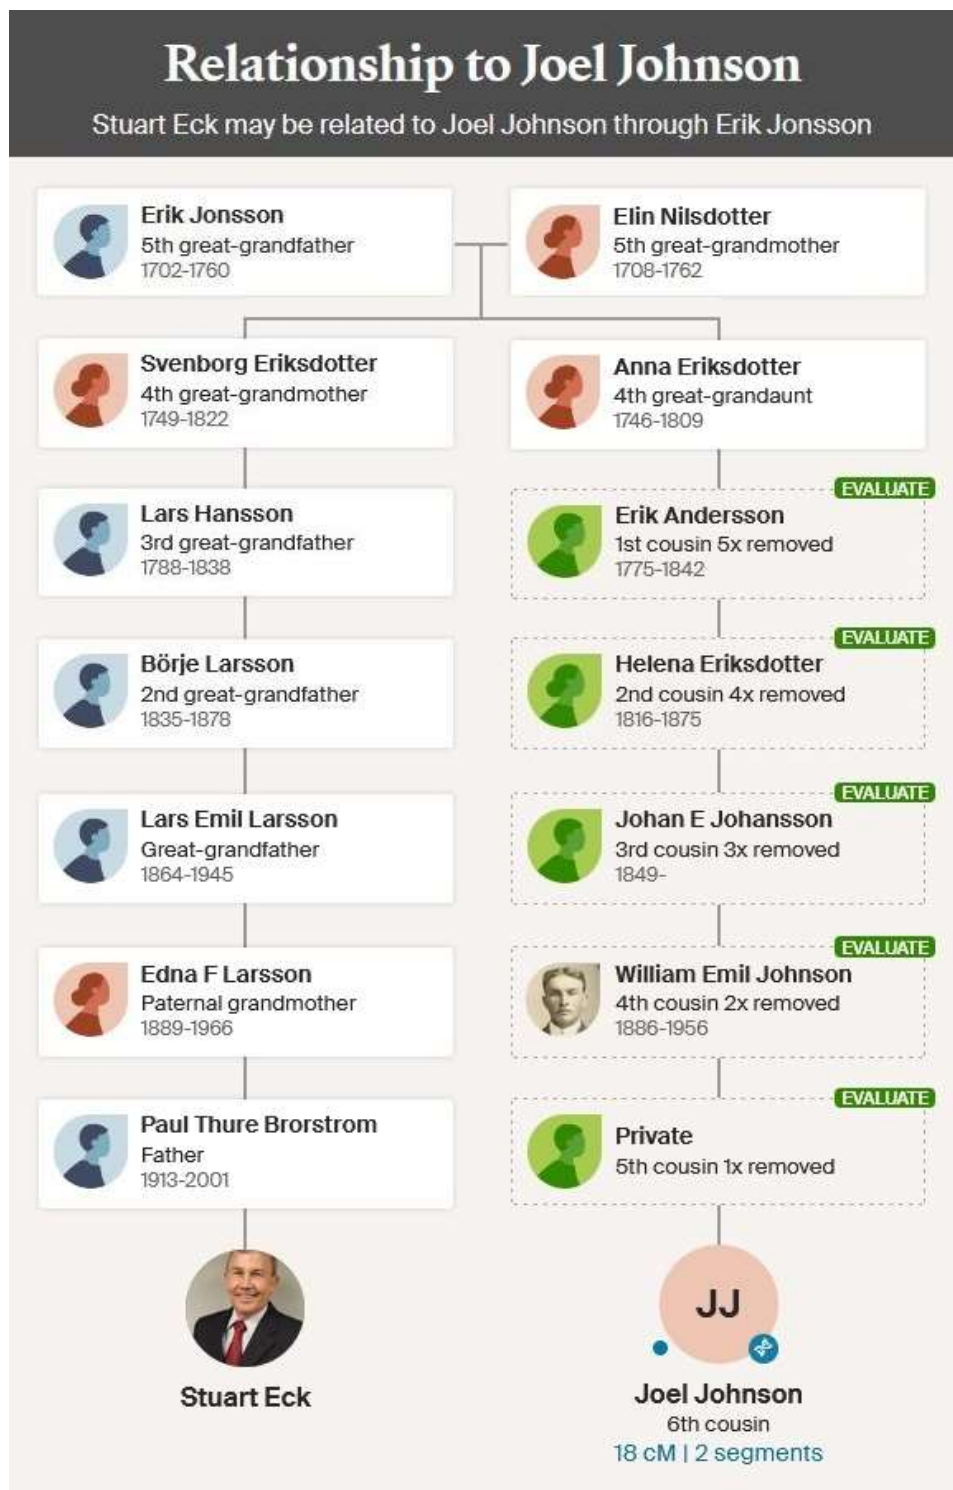 Relationship to Joel Johnson
Stuart Eck may be related to Joel Johnson through Erik Jonsson
Erik Jonsson
5th great-grandfather
1702-1760
Elin Nilsdotter
5th great-grandmother
1708-1762
Svenborg Eriksdotter
4th great-grandmother
1749-1822
Anna Eriksdotter
4th great-grandaunt
1746-1809
Lars Hansson
3rd great-grandfather
1788-1838
EVALUATE
Erik Andersson
1st cousin 5x removed
1775-1842
Börje Larsson
2nd great-grandfather
1835-1878
EVALUATE
Helena Eriksdotter
2nd cousin 4x removed
1816-1875
Lars Emil Larsson
Great-grandfather
1864-1945
EVALUATE
Johan E Johansson
3rd cousin 3x removed
1849-
Edna F Larsson
Paternal grandmother
1889-1966
EVALUATE
William Emil Johnson
4th cousin 2x removed
1886-1956
Paul Thure Brorstrom
Father
1913-2001
EVALUATE
Private
5th cousin 1x removed
Stuart Eck
JJ
Joel Johnson
6th cousin
18 cM | 2 segments